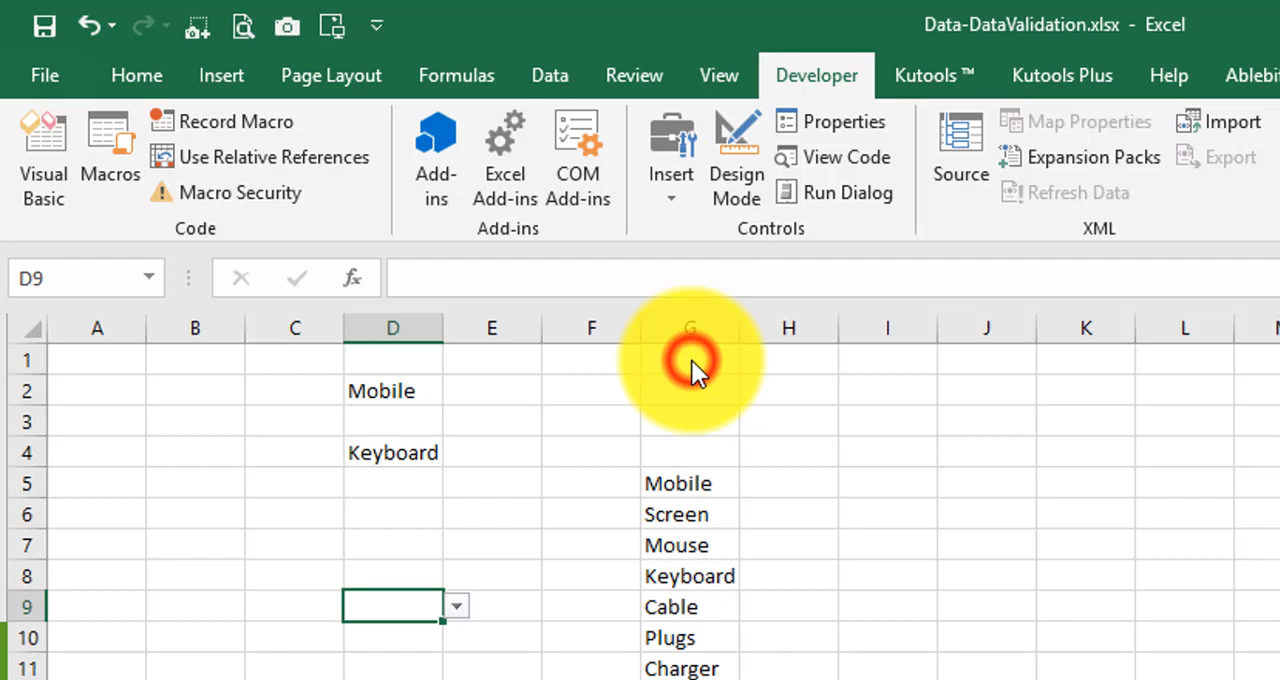 Data-DataValidation.xlsx - Excel
File Home Insert Page Layout Formulas Data Review View Developer Kutools ™ Kutools Plus Help Ablebi
Visual Basic
Macros
Record Macro
Use Relative References
Macro Security
Code
Add-ins
Excel Add-ins
COM Add-ins
Add-ins
Insert
Design Mode
Properties
View Code
Run Dialog
Controls
Source
Map Properties
Expansion Packs
Refresh Data
Import
Export
XML
D9 fx
A B C D E F G H I J K L
1
2 Mobile
3
4 Keyboard
5 Mobile
6 Screen
7 Mouse
8 Keyboard
9 Cable
10 Plugs
11 Charger